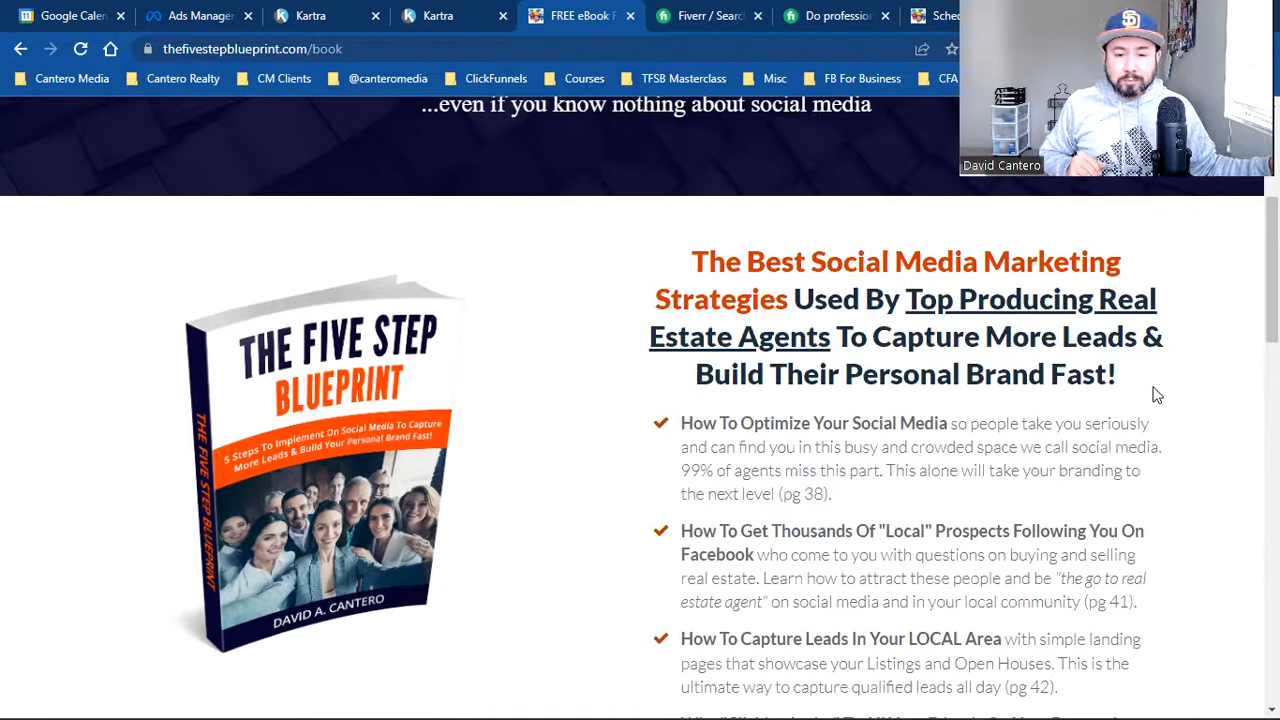 Google Cale
Ads Manager
Kartra
Kartra
FREE eBook F
Fiverr / Sear
Do profession
Sched
thefivestepblueprint.com/book
Cantero Media
Cantero Realty
CM Clients
@canteromedia
ClickFunnels
Courses
TFSB Masterclass
Misc
FB For Business
CFA
...even if you know nothing about social media
David Cantero
THE FIVE STEP
BLUEPRINT
5 Steps To Implement On Social Media To Capture
More Leads & Build Your Personal Brand Fast!
THE FIVE STEP BLUEPRINT
DAVID A. CANTERO
The Best Social Media Marketing
Strategies Used By Top Producing Real
Estate Agents To Capture More Leads &
Build Their Personal Brand Fast!
How To Optimize Your Social Media so people take you seriously
and can find you in this busy and crowded space we call social media.
99% of agents miss this part. This alone will take your branding to
the next level (pg 38).
How To Get Thousands Of "Local" Prospects Following You On
Facebook who come to you with questions on buying and selling
real estate. Learn how to attract these people and be "the go to real
estate agent" on social media and in your local community (pg 41).
How To Capture Leads In Your LOCAL Area with simple landing
pages that showcase your Listings and Open Houses. This is the
ultimate way to capture qualified leads all day (pg 42).